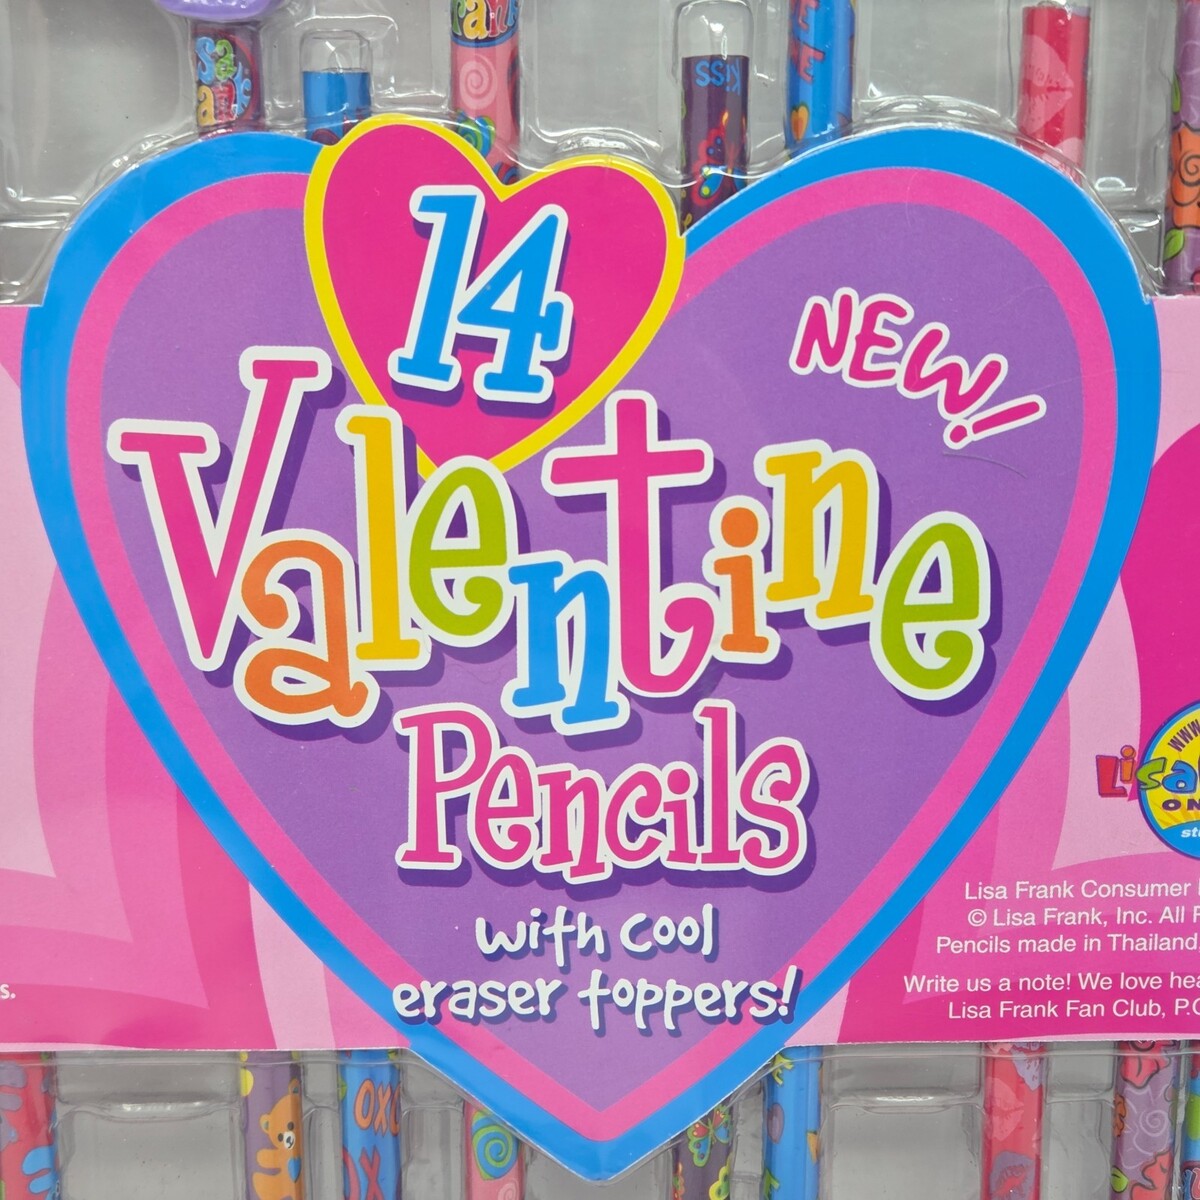 14
NEW!
Valentine
Pencils
with cool
eraser toppers!
Lisa Frank Consumer
© Lisa Frank, Inc. All
Pencils made in Thailand
Write us a note! We love
Lisa Frank Fan Club,
OXO